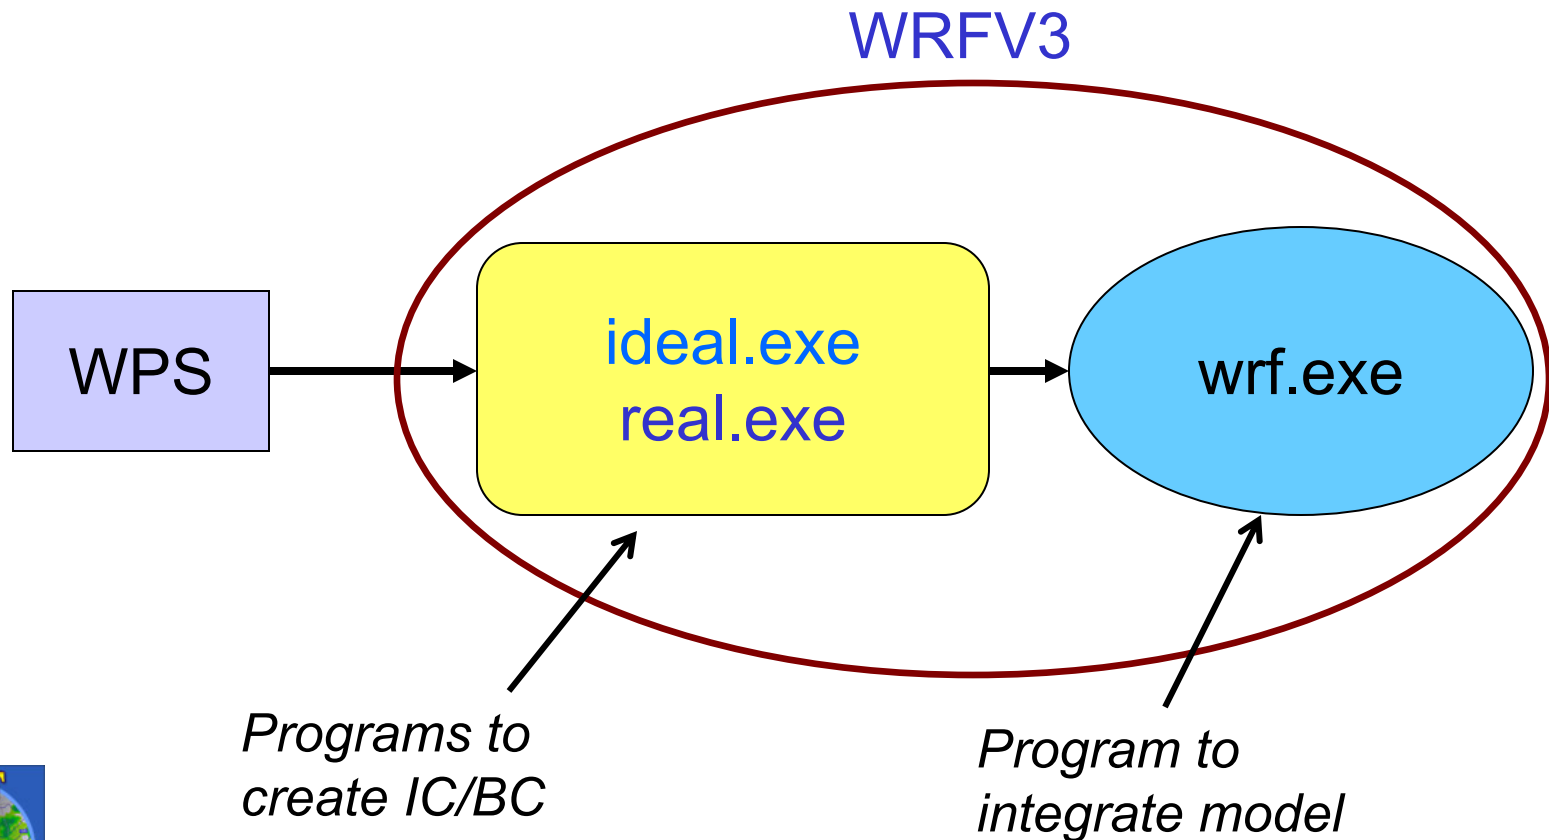 WRFV3
WPS
ideal.exe
real.exe
wrf.exe
Programs to
create IC/BC
Program to
integrate model